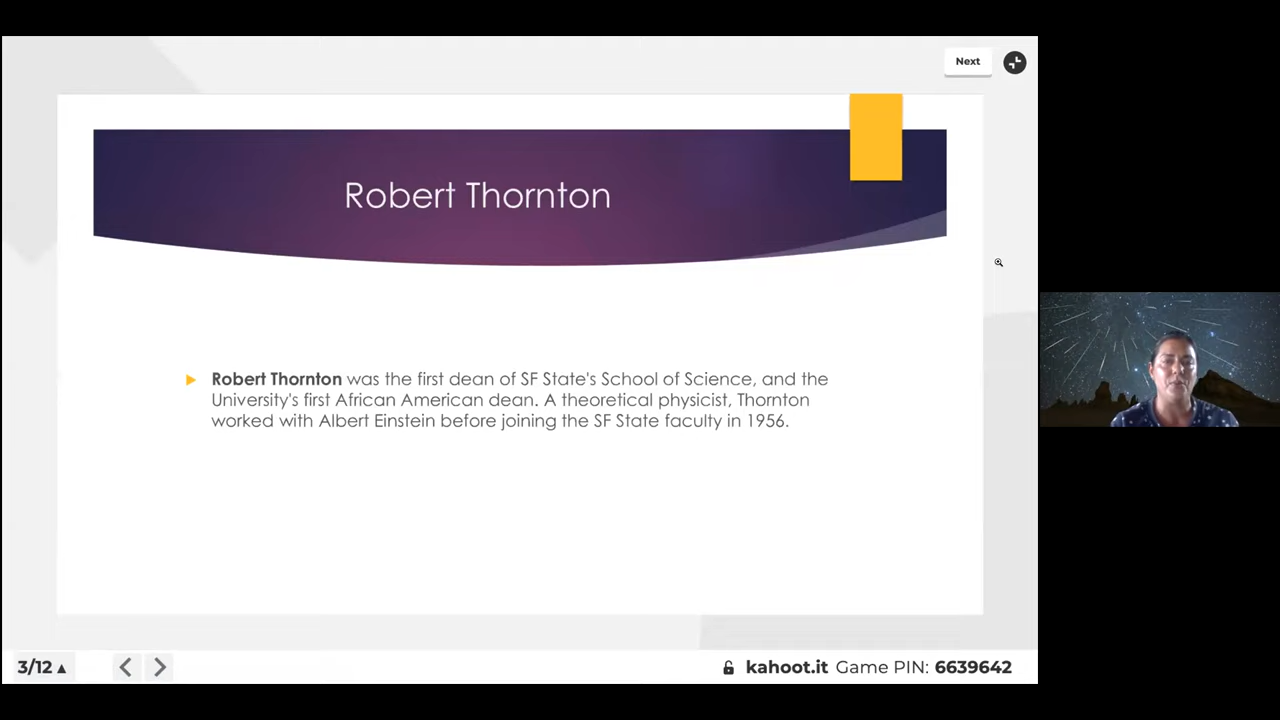 Next
Robert Thornton
Robert Thornton was the first dean of SF State's School of Science, and the
University's first African American dean. A theoretical physicist, Thornton
worked with Albert Einstein before joining the SF State faculty in 1956.
3/12
kahoot.it Game PIN: 6639642